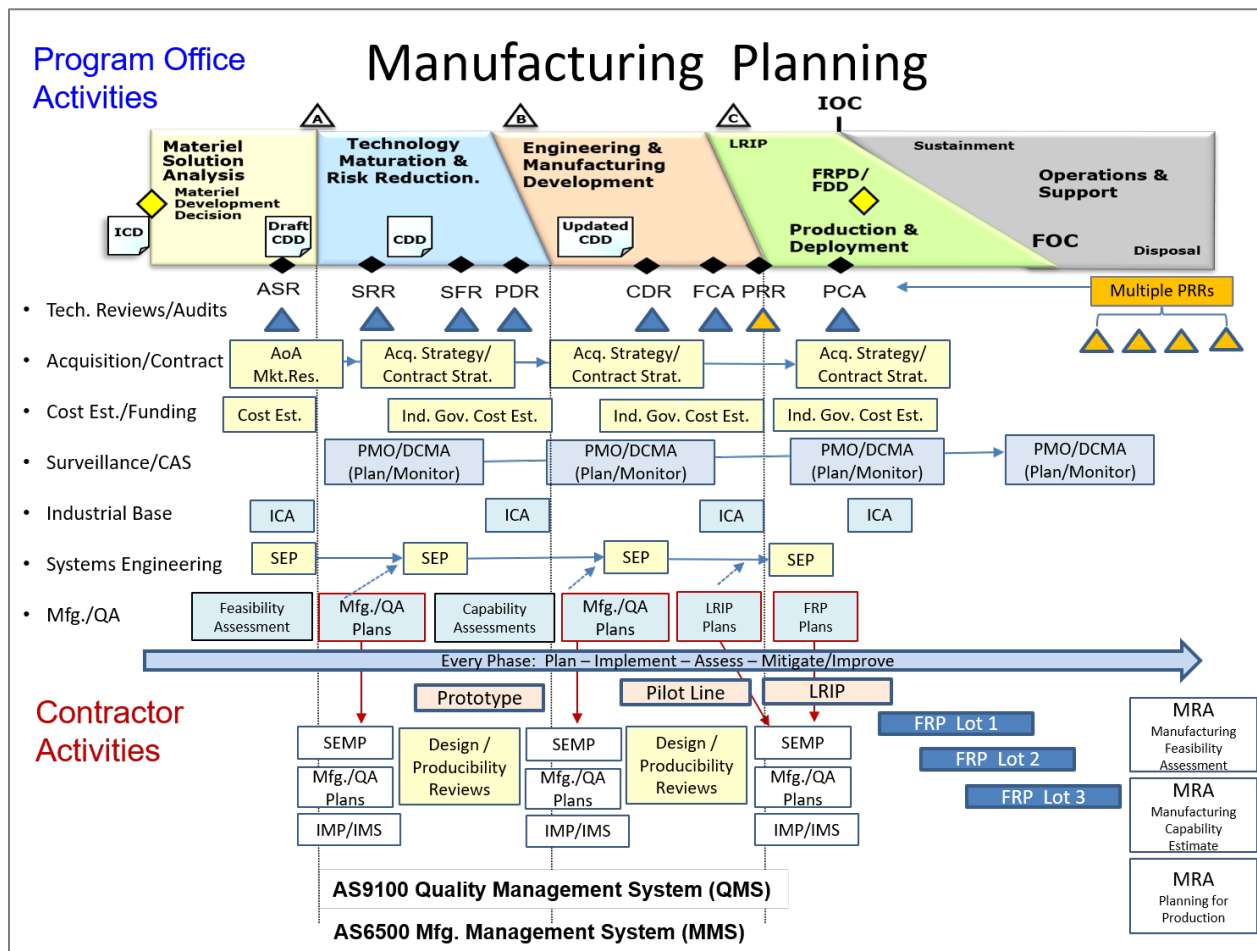 Program Office
Activities
Manufacturing Planning
A
B
C
IOC
Materiel
Solution
Analysis
Materiel
Development
Decision
ICD
Draft
CDD
Technology
Maturation &
Risk Reduction.
CDD
Engineering &
Manufacturing
Development
Updated
CDD
LRIP
FRPD/
FDD
Production &
Deployment
Sustainment
Operations &
Support
FOC
Disposal
ASR SRR SFR PDR CDR FCA PRR PCA
Multiple PRRs
• Tech. Reviews/Audits
• Acquisition/Contract
AoA
Mkt.Res.
Acq. Strategy/
Contract Strat.
Acq. Strategy/
Contract Strat.
Acq. Strategy/
Contract Strat.
• Cost Est./Funding
Cost Est.
Ind. Gov. Cost Est.
Ind. Gov. Cost Est.
Ind. Gov. Cost Est.
• Surveillance/CAS
PMO/DCMA
(Plan/Monitor)
PMO/DCMA
(Plan/Monitor)
PMO/DCMA
(Plan/Monitor)
PMO/DCMA
(Plan/Monitor)
• Industrial Base
ICA
ICA
ICA
ICA
• Systems Engineering
SEP
SEP
SEP
SEP
• Mfg./QA
Feasibility
Assessment
Mfg./QA
Plans
Capability
Assessments
Mfg./QA
Plans
LRIP
Plans
FRP
Plans
Every Phase: Plan – Implement – Assess – Mitigate/Improve
Contractor
Activities
Prototype
Pilot Line
LRIP
FRP Lot 1
FRP Lot 2
FRP Lot 3
SEMP
Mfg./QA
Plans
IMP/IMS
Design /
Producibility
Reviews
SEMP
Mfg./QA
Plans
IMP/IMS
Design /
Producibility
Reviews
SEMP
Mfg./QA
Plans
IMP/IMS
MRA
Manufacturing
Feasibility
Assessment
MRA
Manufacturing
Capability
Estimate
MRA
Planning for
Production
AS9100 Quality Management System (QMS)
AS6500 Mfg. Management System (MMS)